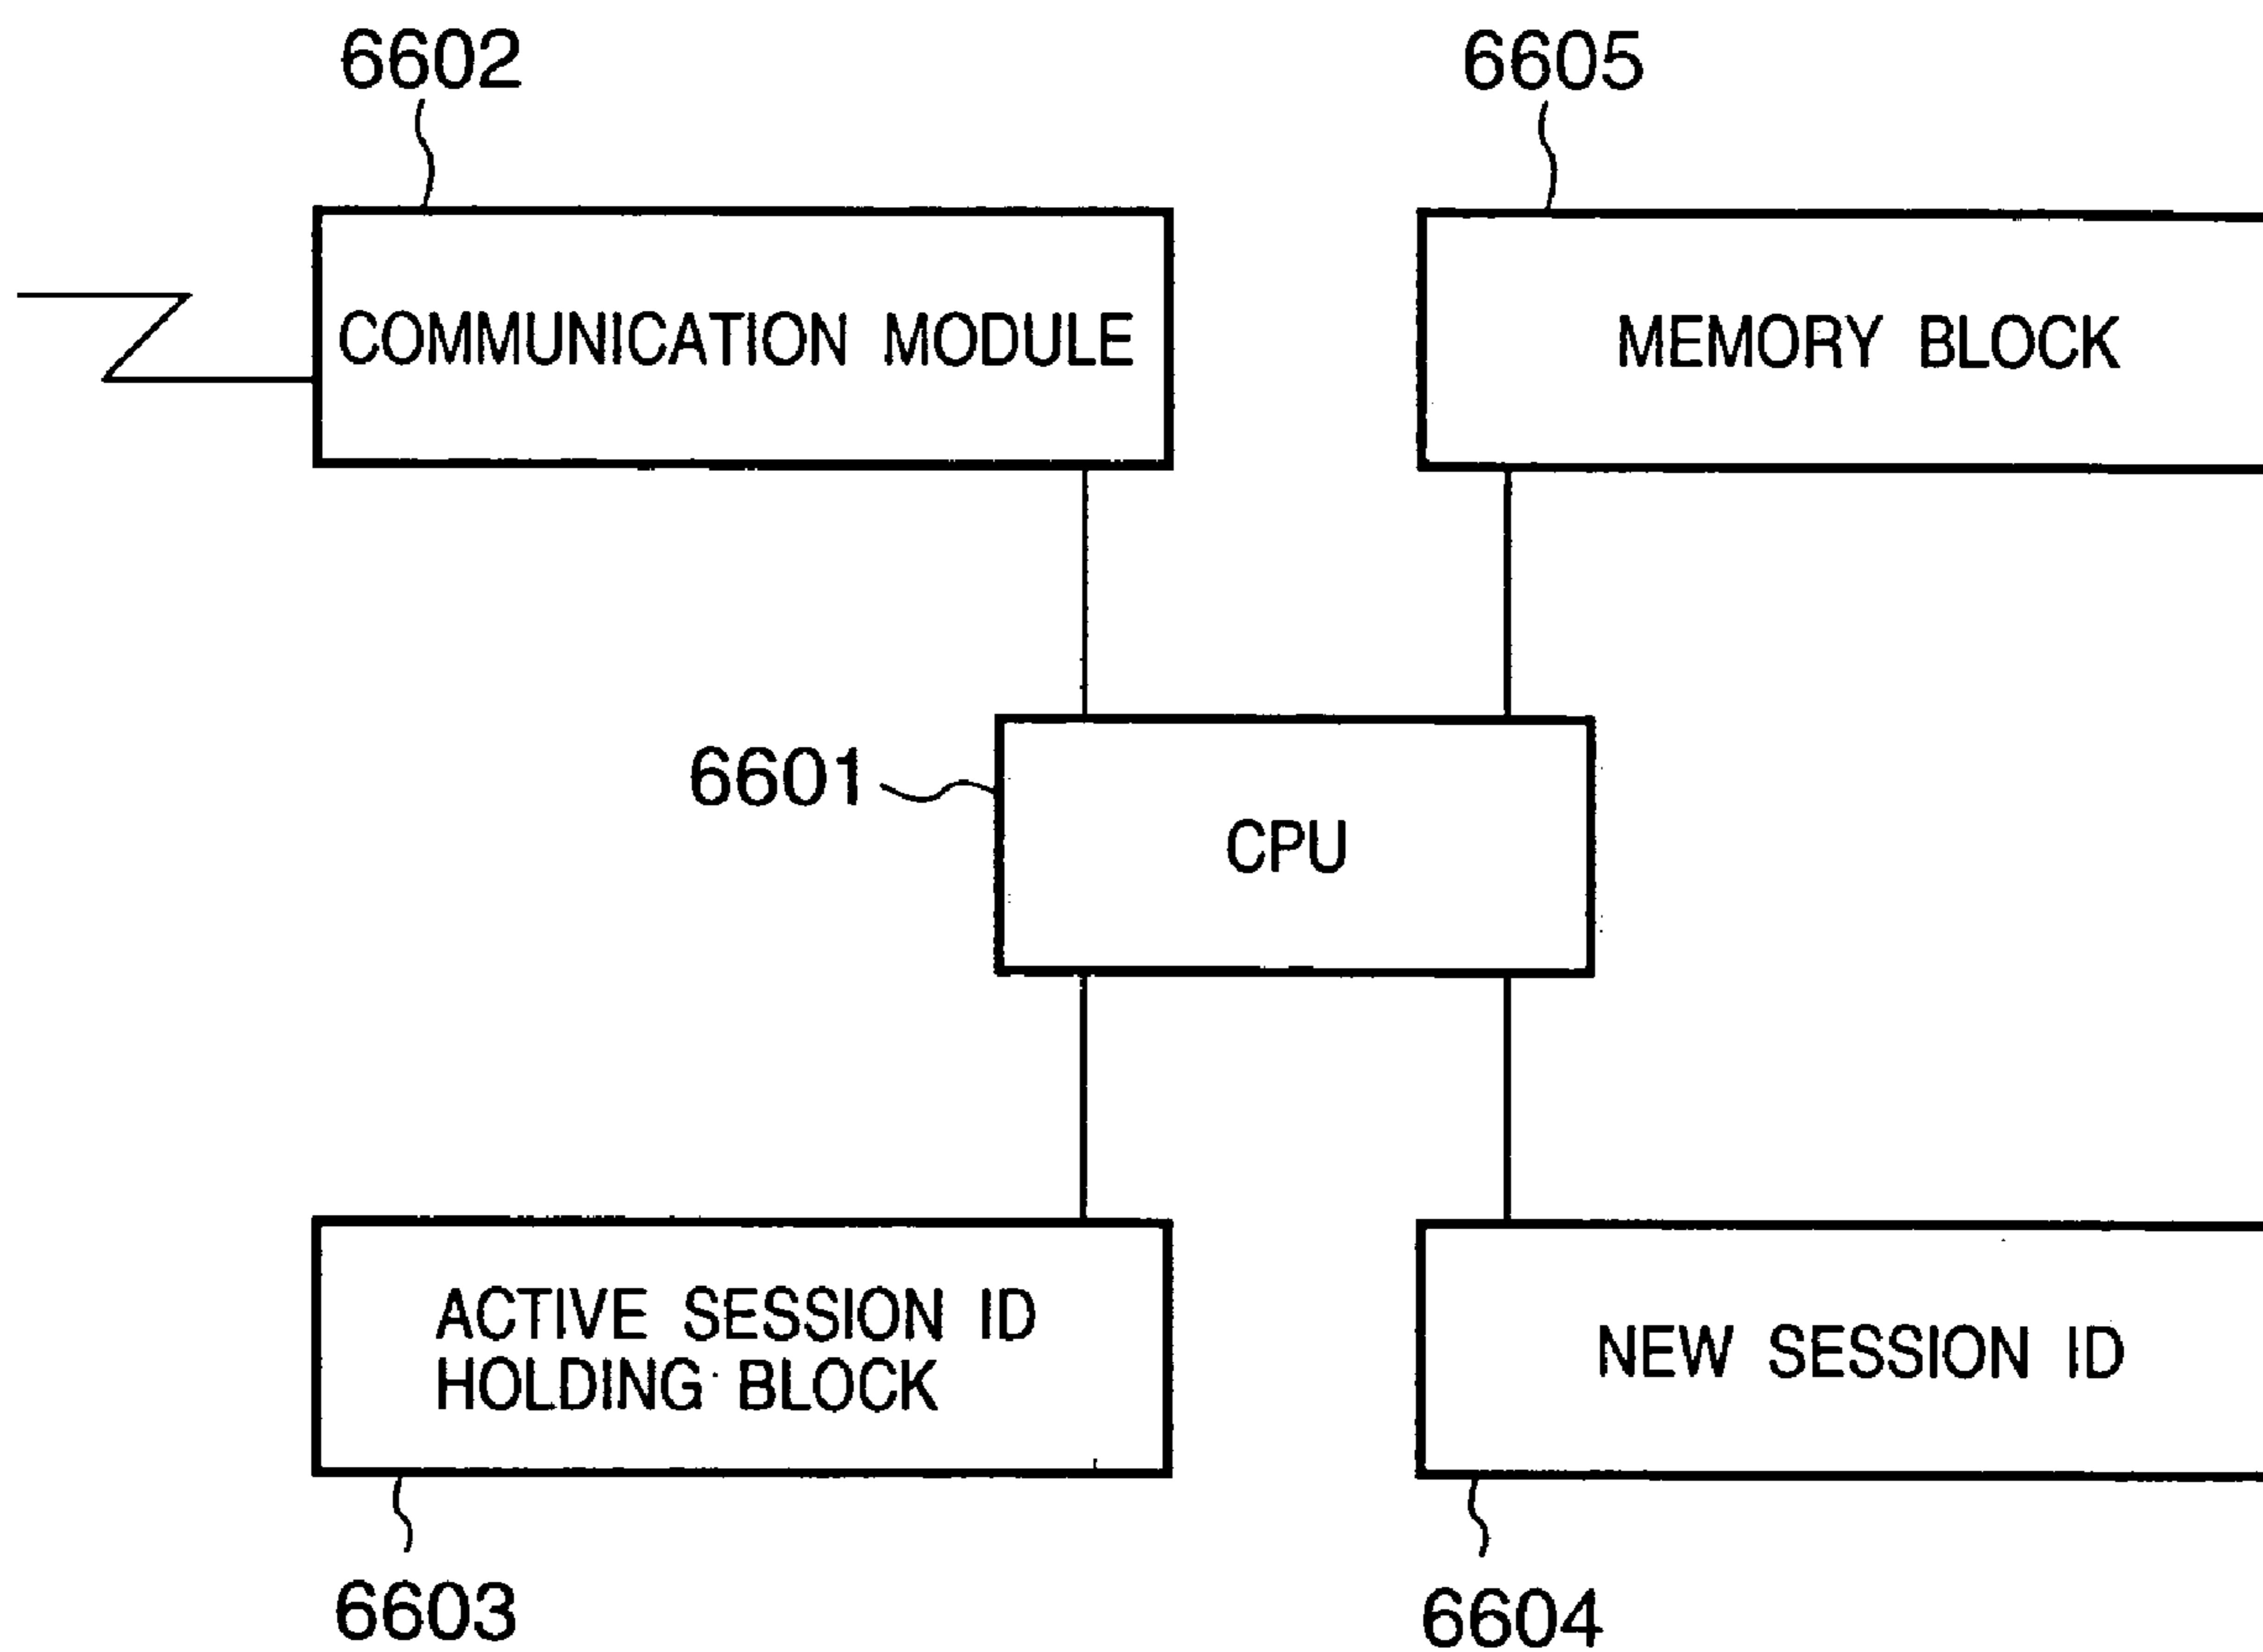 6602
6605
COMMUNICATION MODULE
MEMORY BLOCK
6601
CPU
ACTIVE SESSION ID
HOLDING BLOCK
NEW SESSION ID
6603
6604